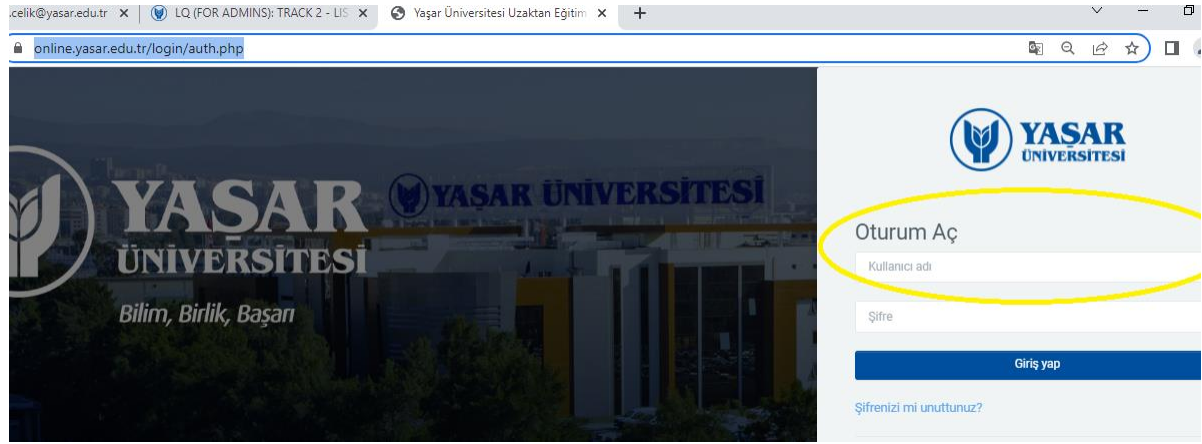 .celik@yasar.edu.tr
LQ (FOR ADMINS): TRACK 2 - LIS
Yaşar Üniversitesi Uzaktan Eğitim
online.yasar.edu.tr/login/auth.php
YAŞAR
ÜNİVERSİTESİ
Bilim, Birlik, Başarı
YAŞAR ÜNİVERSİTESİ
YAŞAR
ÜNİVERSİTESİ
Oturum Aç
Kullanıcı adı
Şifre
Giriş yap
Şifrenizi mi unuttunuz?